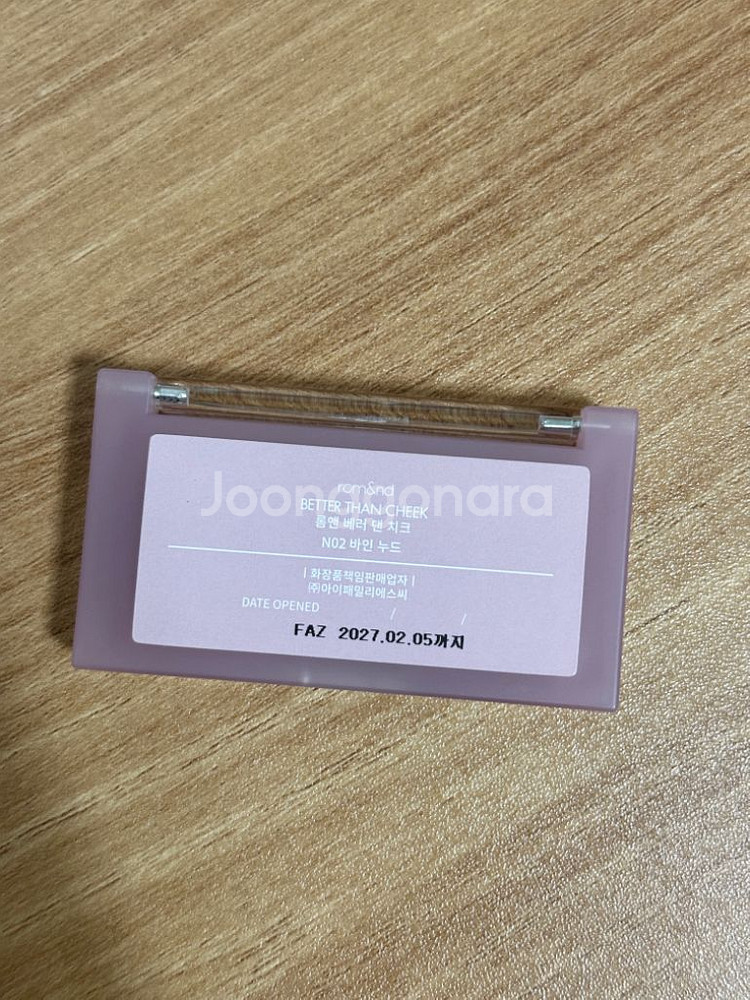 rom&nd
Joonggonara
BETTER THAN CHEEK
롬앤 베러 댄 치크
N02 바인 누드
| 화장품책임판매업자 |
㈜아이패밀리에스씨
DATE OPENED / /
FAZ 2027.02.05까지